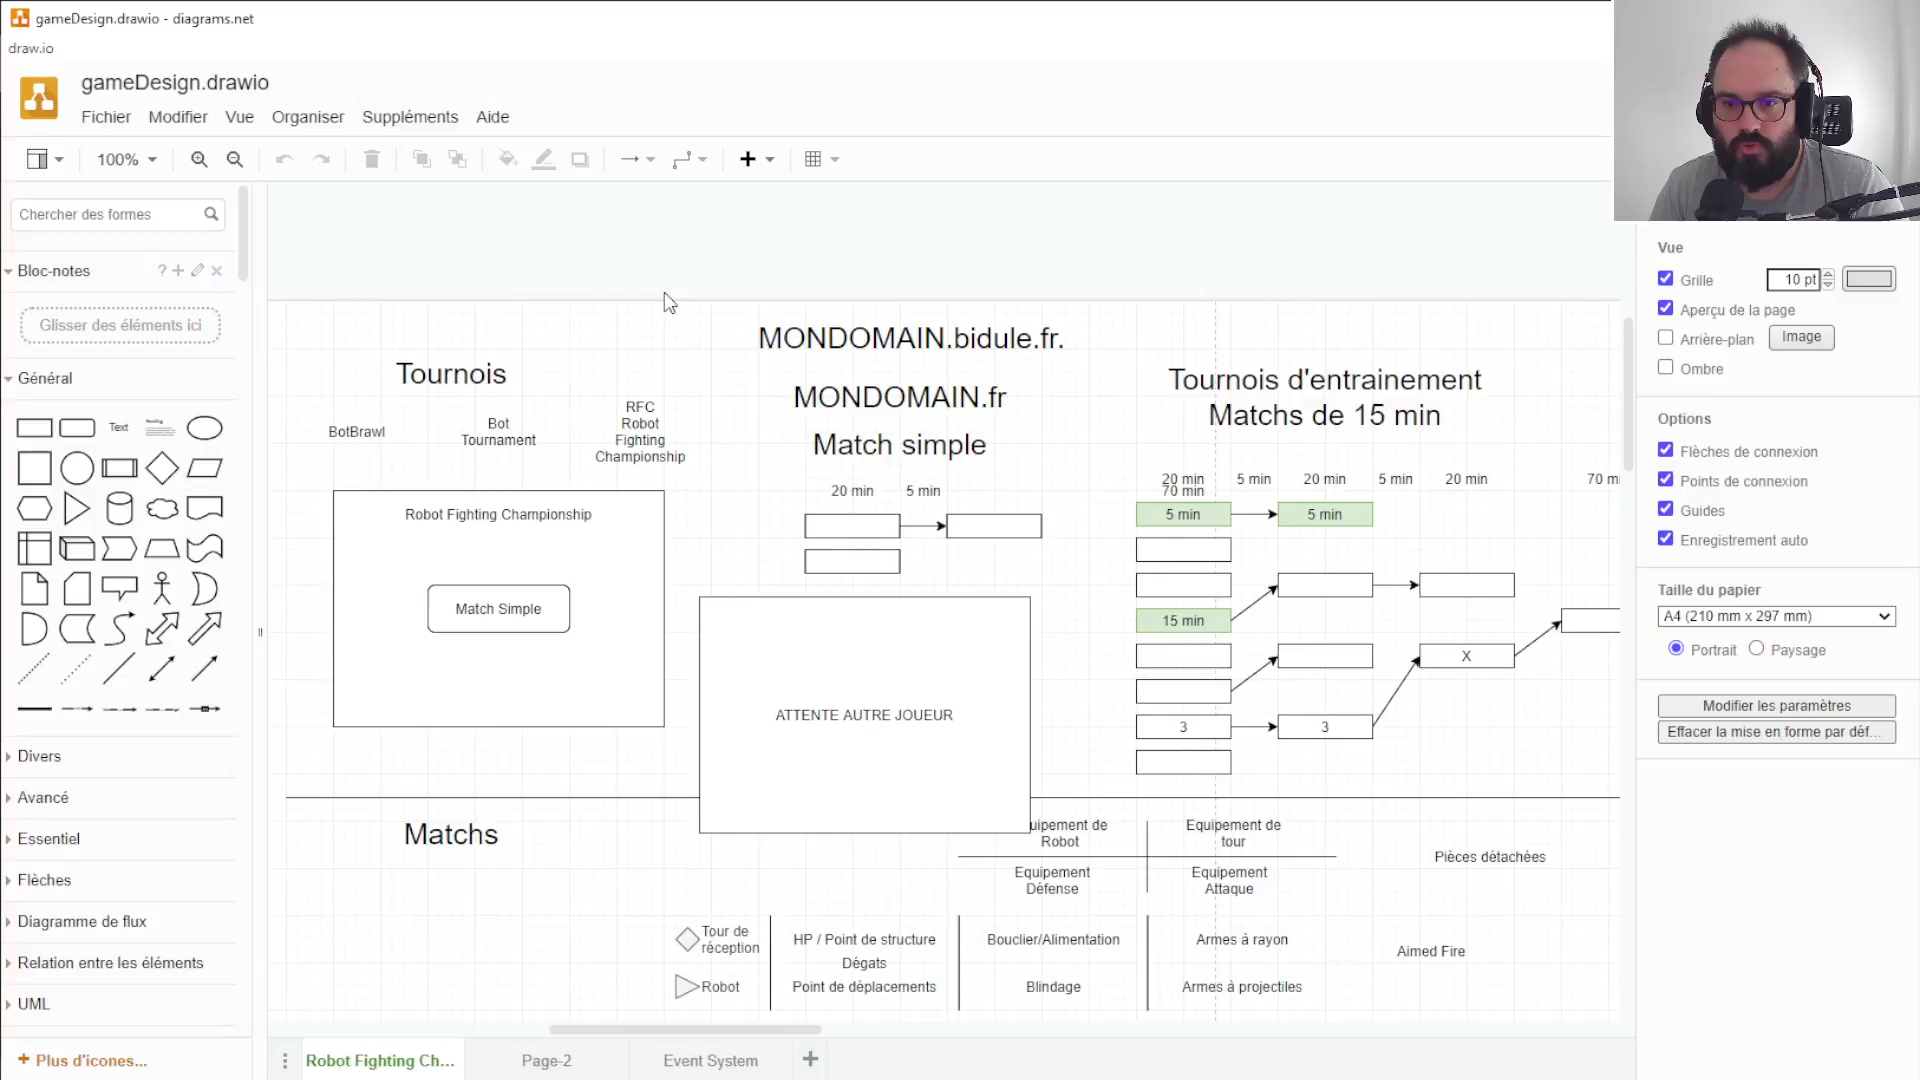 gameDesign.drawio - diagrams.net
draw.io
gameDesign.drawio
Fichier Modifier Vue Organiser Suppléments Aide
100%
Chercher des formes
Bloc-notes
?
Glisser des éléments ici
Général
Text
Divers
Avancé
Essentiel
Flèches
Diagramme de flux
Relation entre les éléments
UML
Plus d'icones...
MONDOMAIN.bidule.fr.
MONDOMAIN.fr
Match simple
20 min 5 min
Tournois
BotBrawl
Bot
Tournament
RFC
Robot
Fighting
Championship
Robot Fighting Championship
Match Simple
ATTENTE AUTRE JOUEUR
Tournois d'entrainement
Matchs de 15 min
20 min 5 min 20 min 5 min 20 min
70 min
5 min 5 min
15 min
X
3 3
Matchs
uipement de
Robot
Equipement de
tour
Equipement
Défense
Equipement
Attaque
Pièces détachées
Tour de
réception
Robot
HP / Point de structure
Dégats
Point de déplacements
Bouclier/Alimentation
Blindage
Armes à rayon
Armes à projectiles
Aimed Fire
Robot Fighting Ch... Page-2 Event System
Vue
Grille 10 pt
Aperçu de la page
Arrière-plan Image
Ombre
Options
Flèches de connexion
Points de connexion
Guides
Enregistrement auto
Taille du papier
A4 (210 mm x 297 mm)
Portrait Paysage
Modifier les paramètres
Effacer la mise en forme par déf...